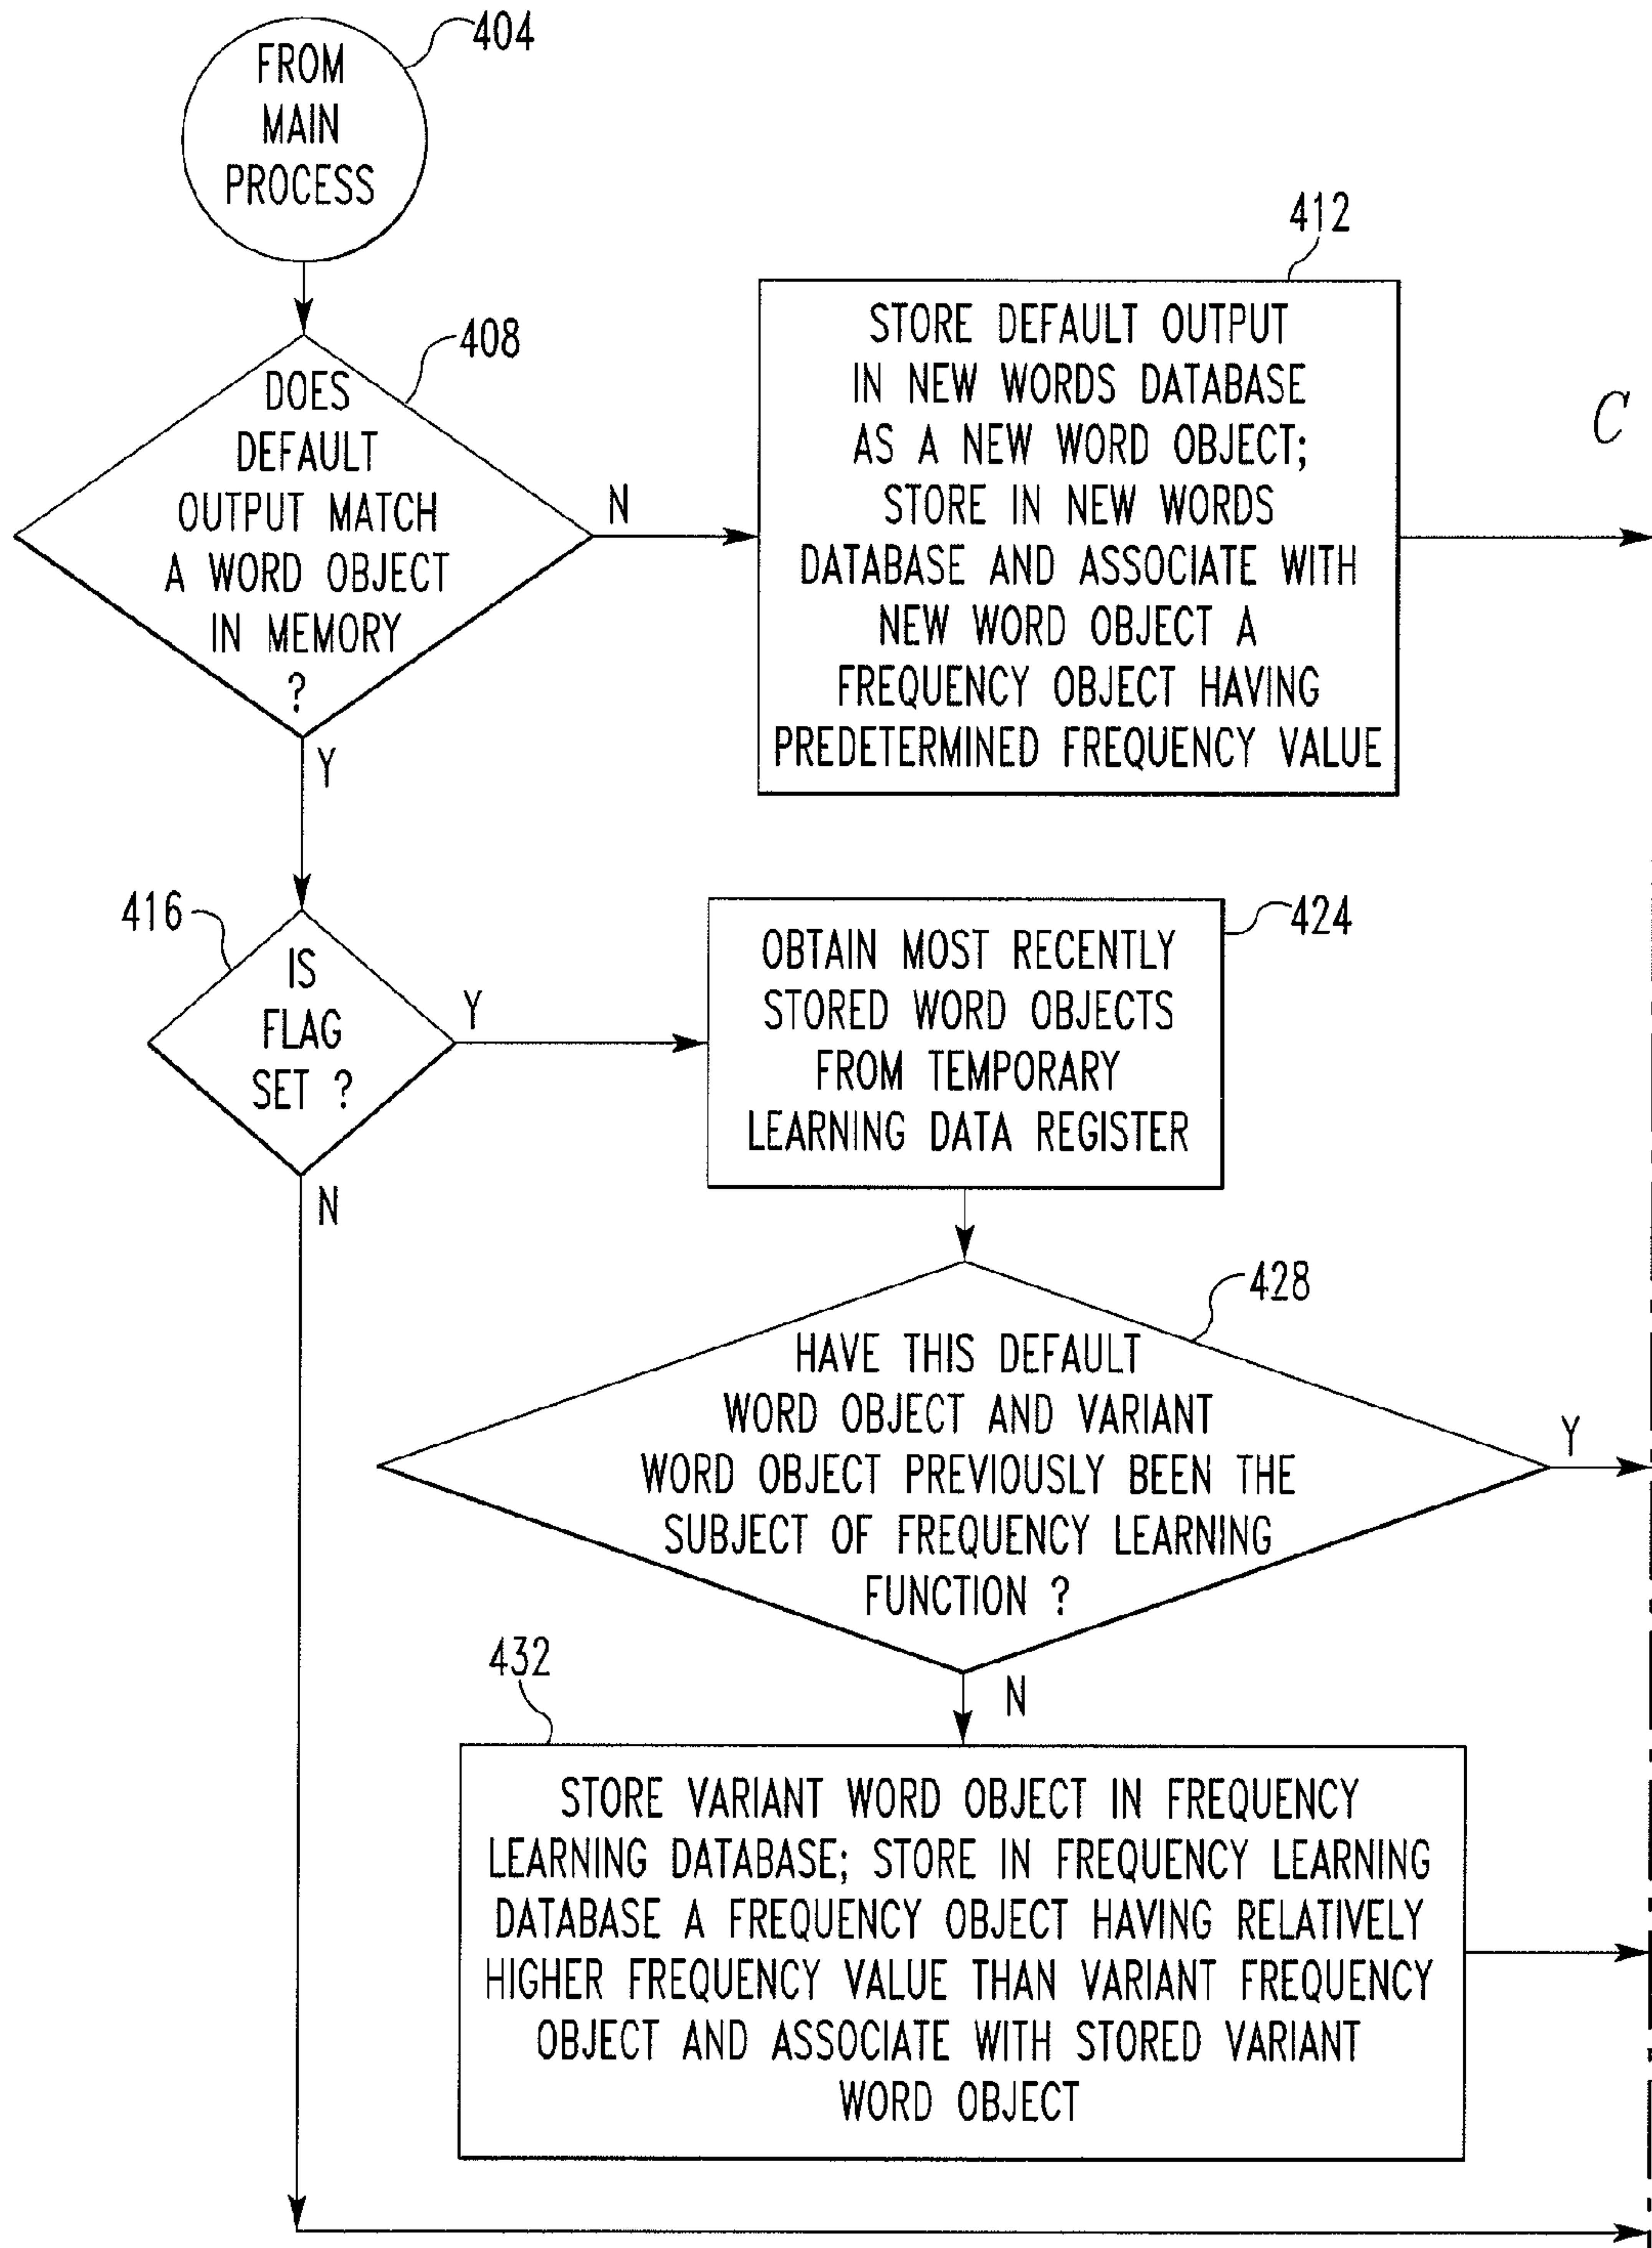 404
FROM
MAIN
PROCESS
408
DOES
DEFAULT
OUTPUT MATCH
A WORD OBJECT
IN MEMORY
?
N
Y
412
STORE DEFAULT OUTPUT
IN NEW WORDS DATABASE
AS A NEW WORD OBJECT;
STORE IN NEW WORDS
DATABASE AND ASSOCIATE WITH
NEW WORD OBJECT A
FREQUENCY OBJECT HAVING
PREDETERMINED FREQUENCY VALUE
C
416
IS
FLAG
SET ?
Y
N
424
OBTAIN MOST RECENTLY
STORED WORD OBJECTS
FROM TEMPORARY
LEARNING DATA REGISTER
428
HAVE THIS DEFAULT
WORD OBJECT AND VARIANT
WORD OBJECT PREVIOUSLY BEEN THE
SUBJECT OF FREQUENCY LEARNING
FUNCTION ?
Y
N
432
STORE VARIANT WORD OBJECT IN FREQUENCY
LEARNING DATABASE; STORE IN FREQUENCY LEARNING
DATABASE A FREQUENCY OBJECT HAVING RELATIVELY
HIGHER FREQUENCY VALUE THAN VARIANT FREQUENCY
OBJECT AND ASSOCIATE WITH STORED VARIANT
WORD OBJECT